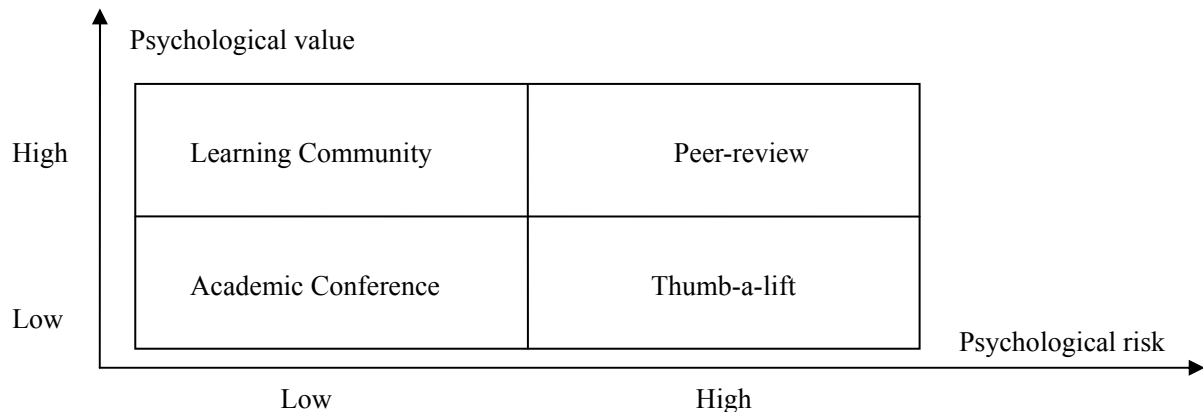 Psychological value
High
Learning Community
Peer-review
Low
Academic Conference
Thumb-a-lift
Psychological risk
Low
High